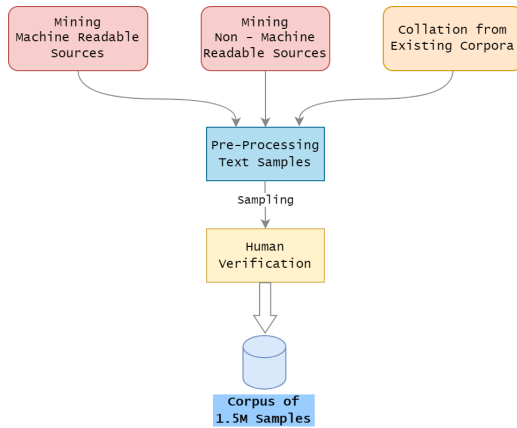 Mining
Machine Readable
Sources
Mining
Non - Machine
Readable Sources
Collation from
Existing Corpora
Pre-Processing
Text Samples
Sampling
Human
Verification
Corpus of
1.5M Samples